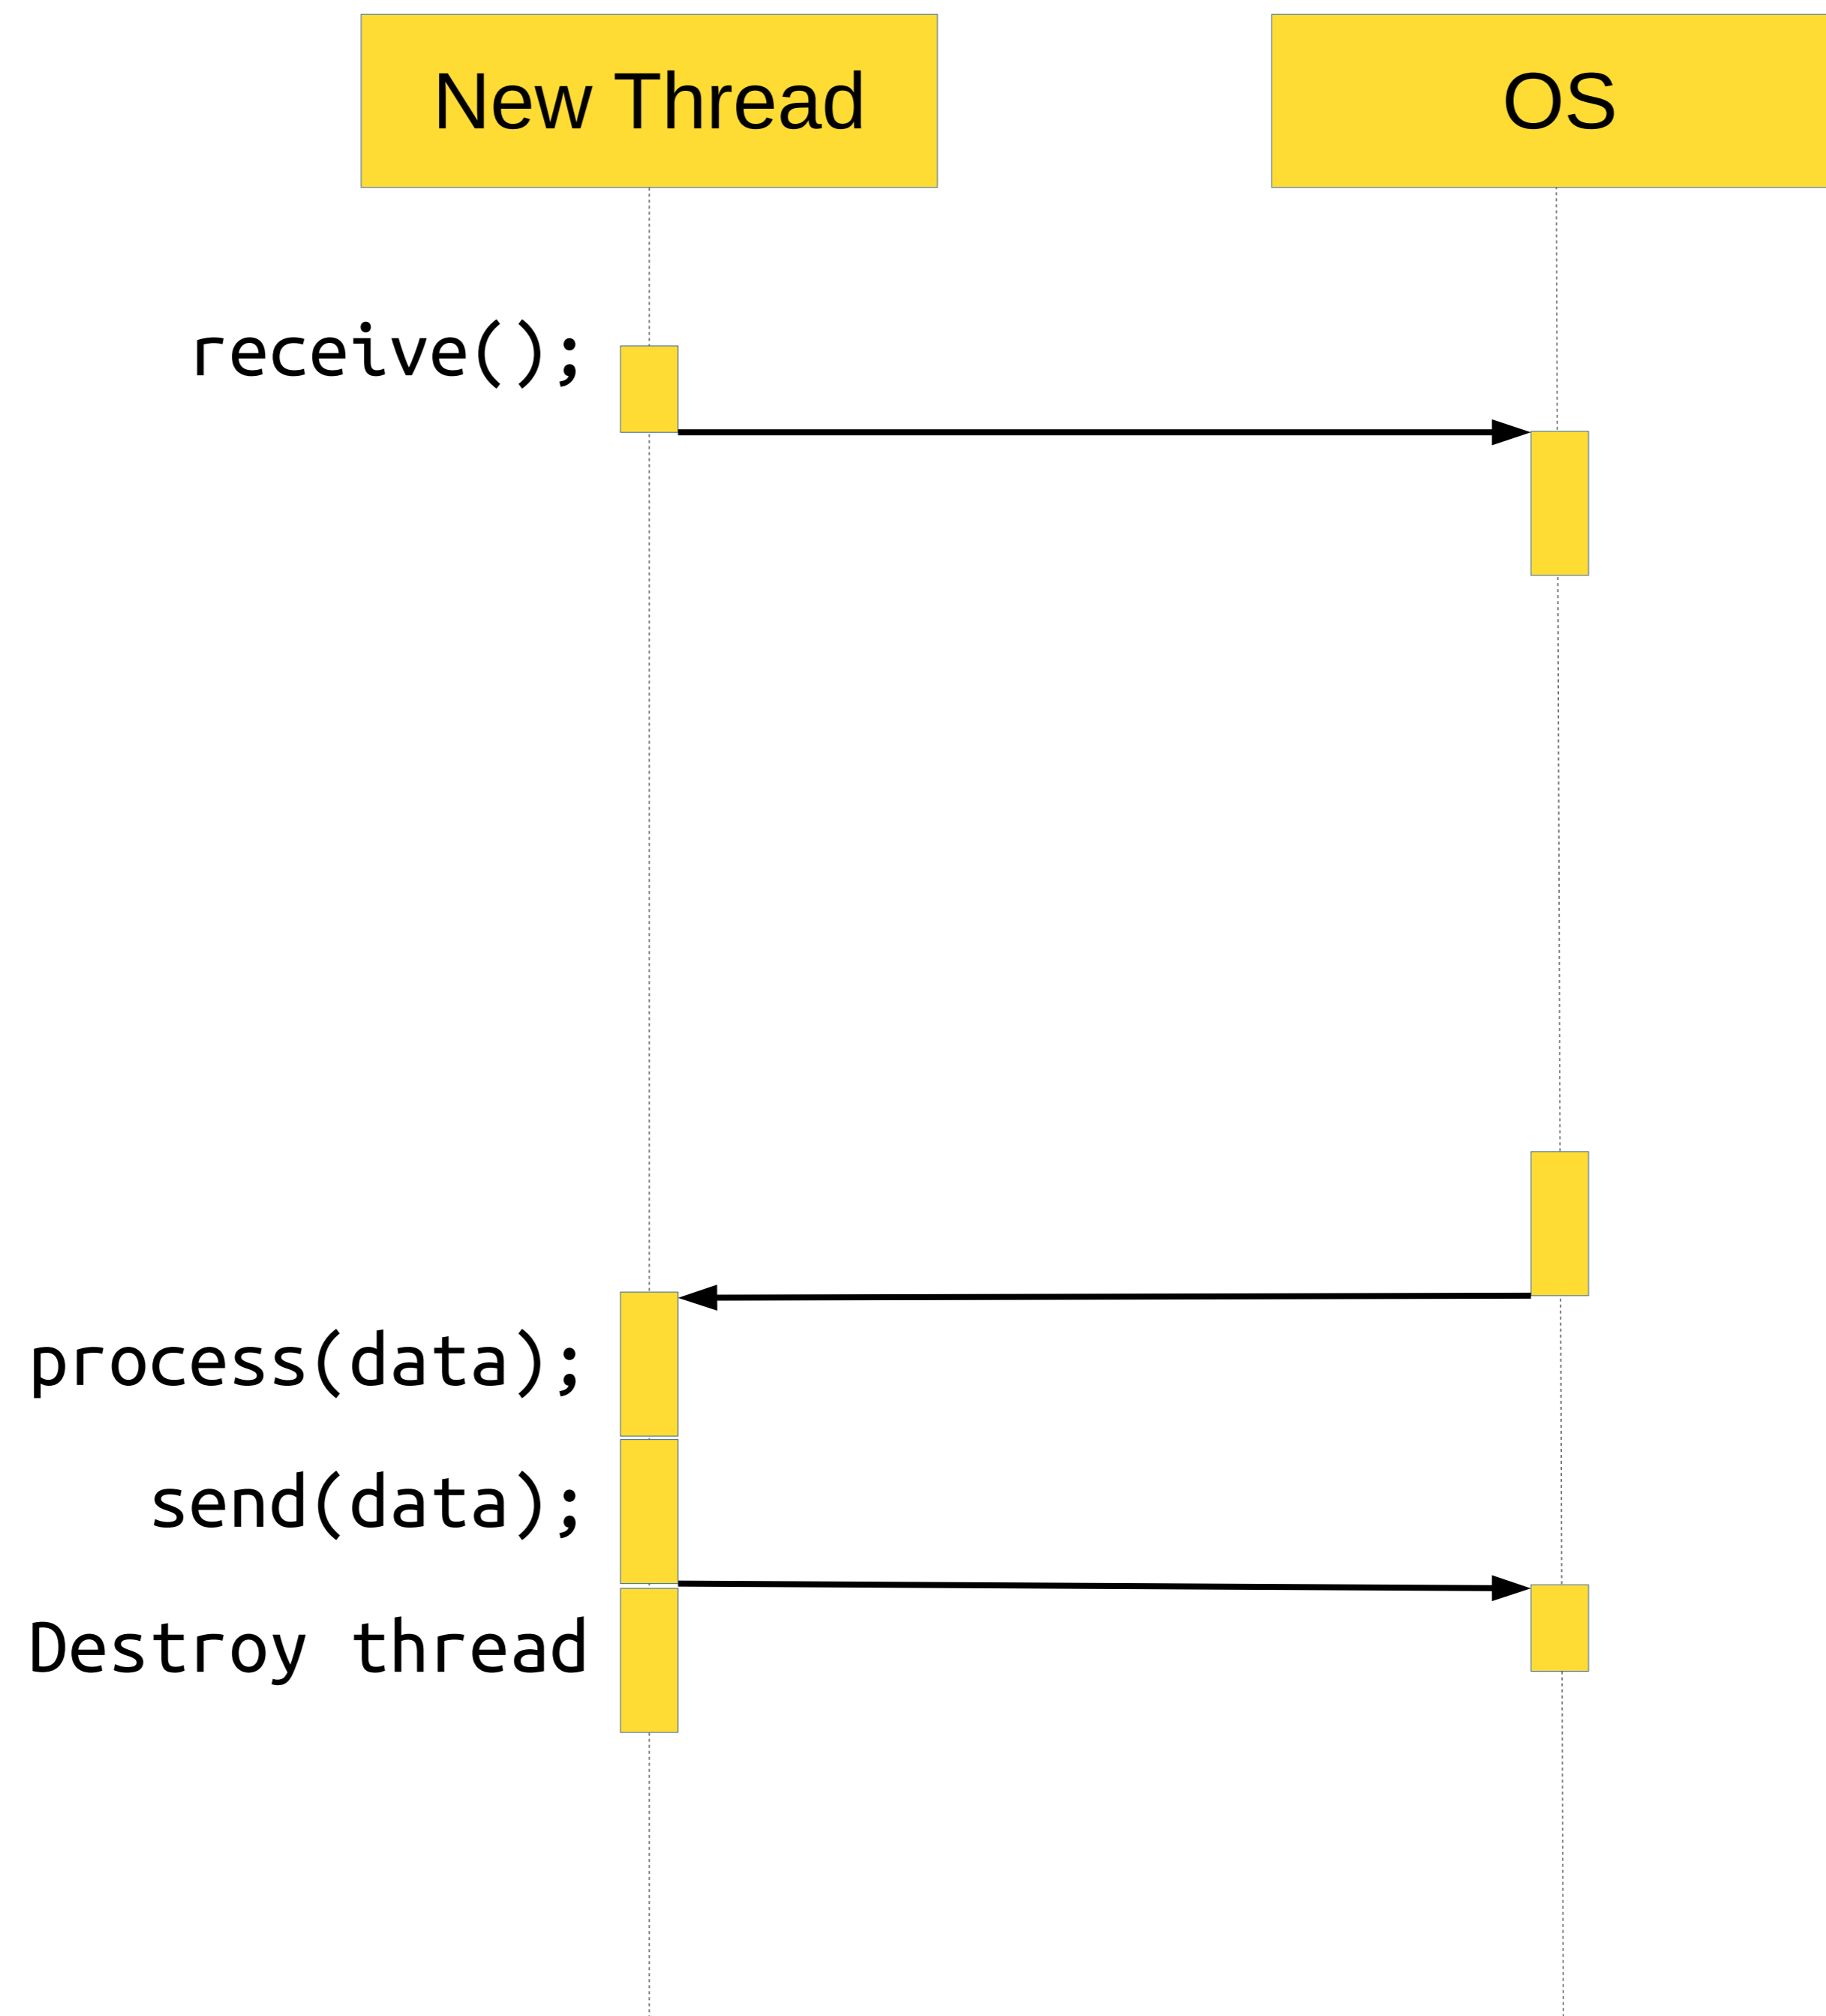 New Thread
OS
receive();
process(data);
send(data);
Destroy thread